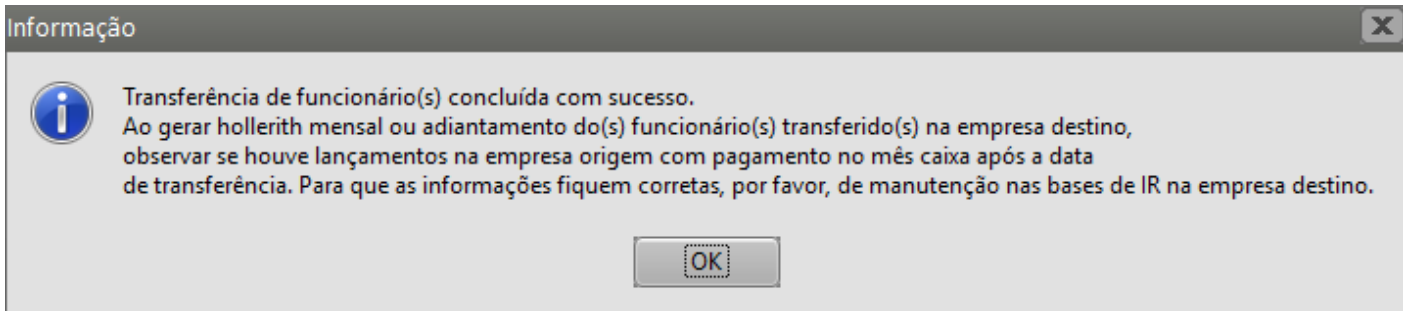 Informação
X
Transferência de funcionário(s) concluída com sucesso.
Ao gerar hollerith mensal ou adiantamento do(s) funcionário(s) transferido(s) na empresa destino,
observar se houve lançamentos na empresa origem com pagamento no mês caixa após a data
de transferência. Para que as informações fiquem corretas, por favor, de manutenção nas bases de IR na empresa destino.
OK